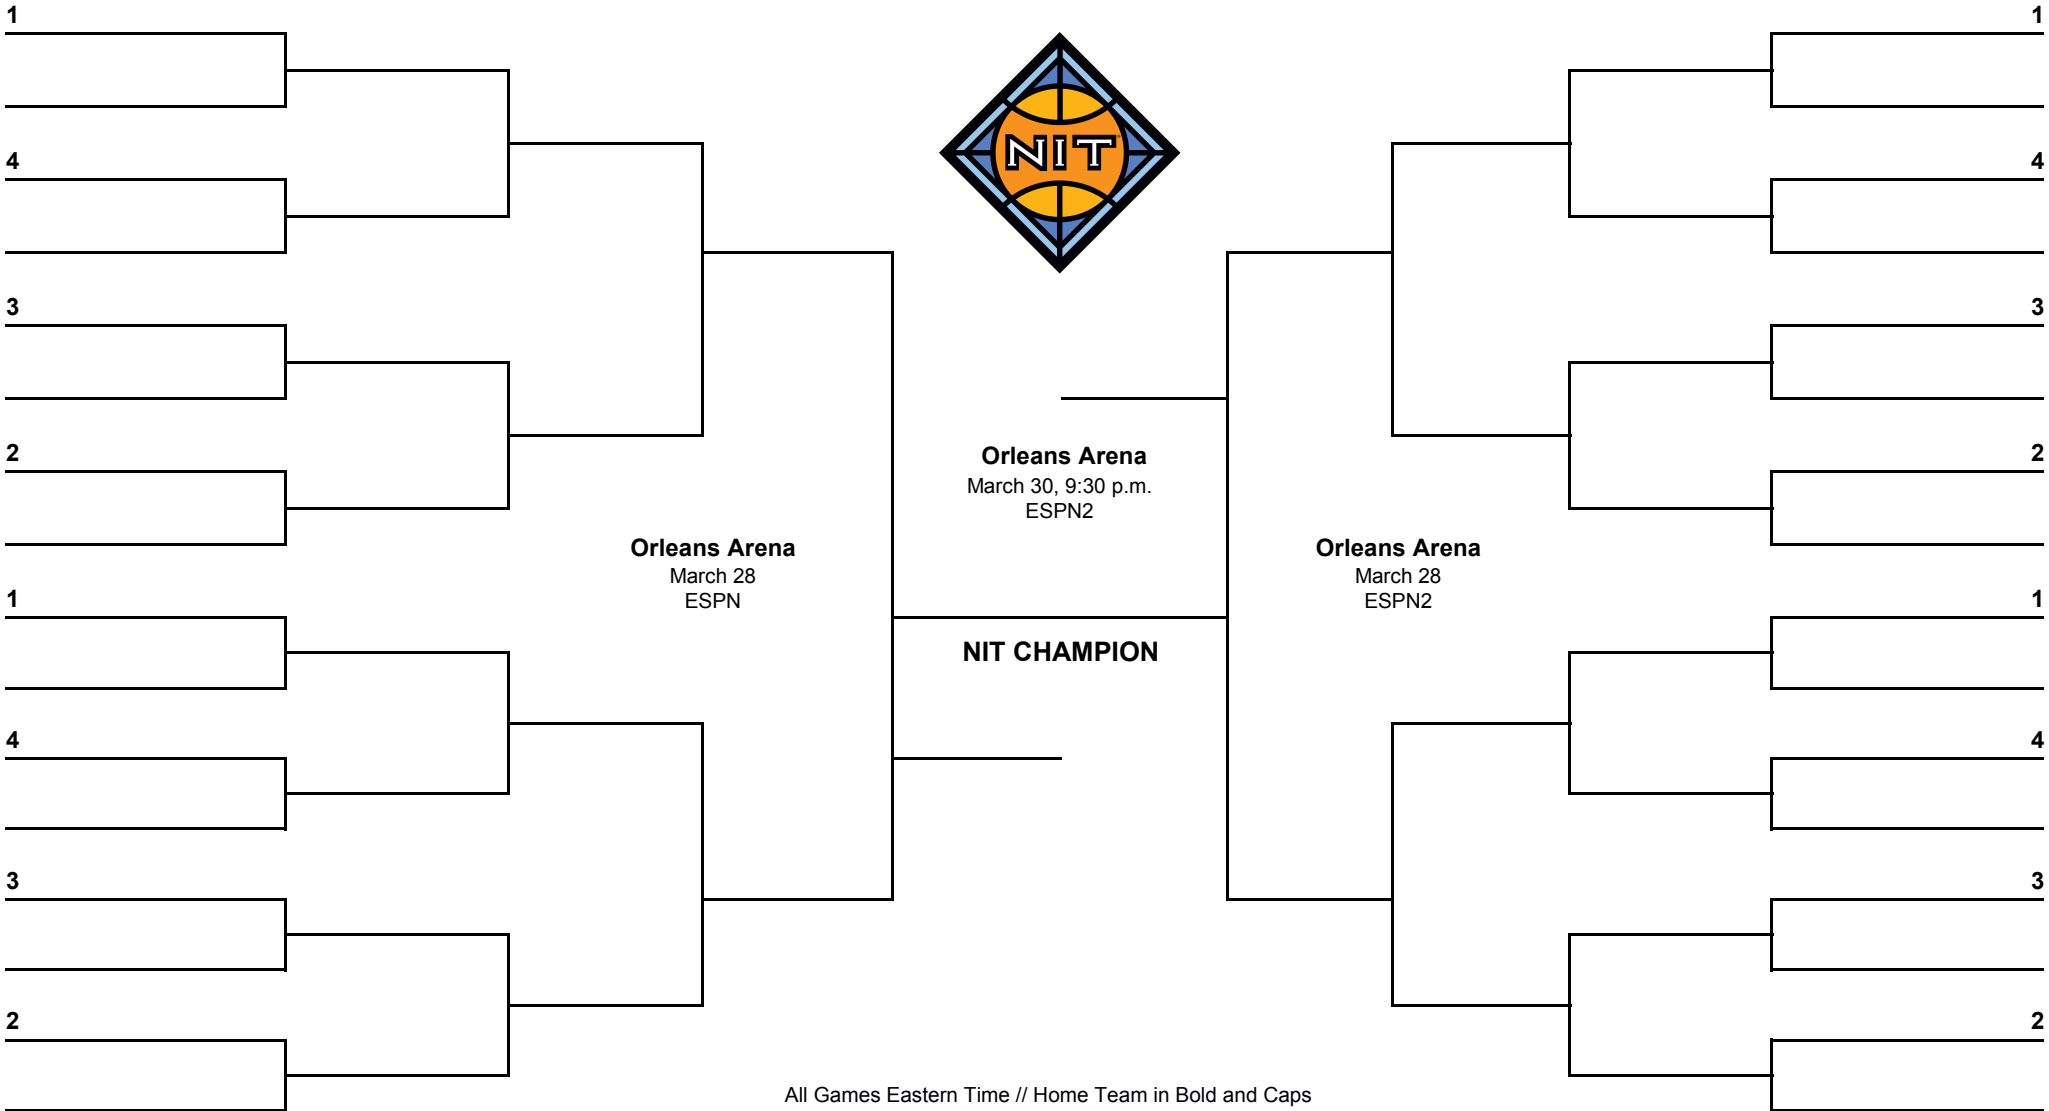 1
1
NIT
4
4
3
3
2
2
Orleans Arena
March 30, 9:30 p.m.
ESPN2
Orleans Arena
March 28
ESPN
Orleans Arena
March 28
ESPN2
1
1
NIT CHAMPION
4
4
3
3
2
2
All Games Eastern Time // Home Team in Bold and Caps